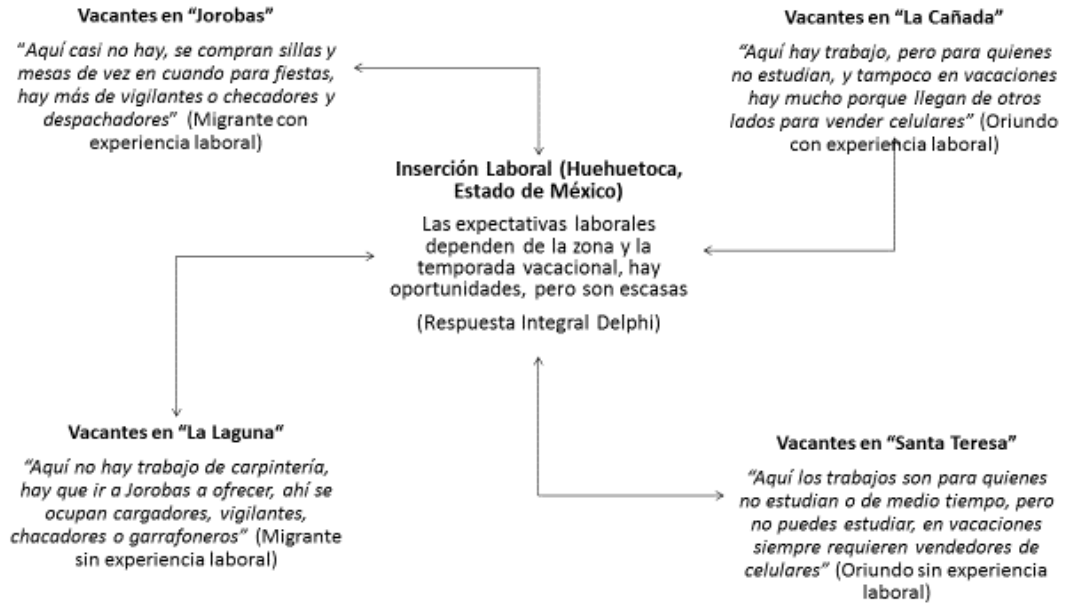 Vacantes en “Jorobas”
“Aquí casi no hay, se compran sillas y
mesas de vez en cuando para fiestas,
hay más de vigilantes o checadores y
despachadores” (Migrante con
experiencia laboral)
Vacantes en “La Cañada”
“Aquí hay trabajo, pero para quienes
no estudian, y tampoco en vacaciones
hay mucho porque llegan de otros
lados para vender celulares” (Oriundo
con experiencia laboral)
Inserción Laboral (Huehuetoca,
Estado de México)
Las expectativas laborales
dependen de la zona y la
temporada vacacional, hay
oportunidades, pero son escasas
(Respuesta Integral Delphi)
Vacantes en “La Laguna“
“Aquí no hay trabajo de carpintería,
hay que ir a Jorobas a ofrecer, ahí se
ocupan cargadores, vigilantes,
chacadores o garrafoneros” (Migrante
sin experiencia laboral)
Vacantes en “Santa Teresa”
“Aquí los trabajos son para quienes
no estudian o de medio tiempo, pero
no puedes estudiar, en vacaciones
siempre requieren vendedores de
celulares” (Oriundo sin experiencia
laboral)